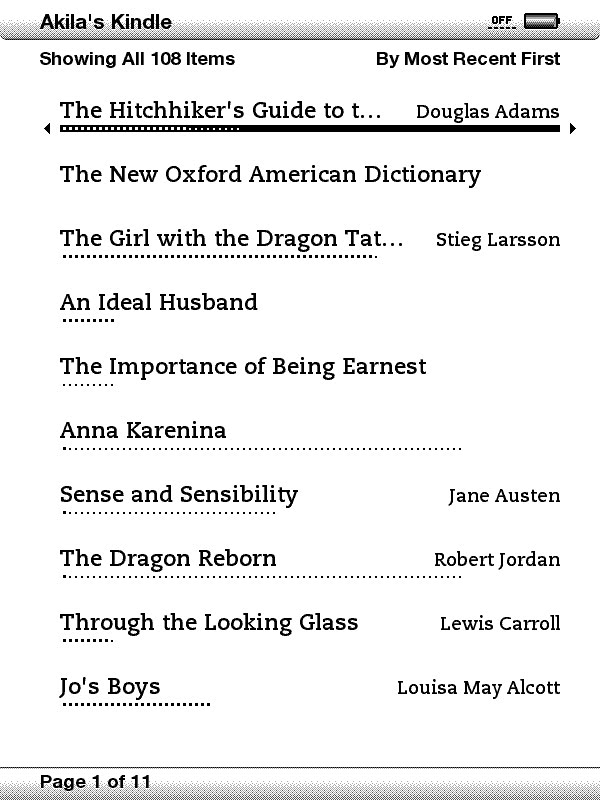 Akila's Kindle OFF
Showing All 108 Items By Most Recent First
The Hitchhiker's Guide to t... Douglas Adams
The New Oxford American Dictionary
The Girl with the Dragon Tat... Stieg Larsson
An Ideal Husband
The Importance of Being Earnest
Anna Karenina
Sense and Sensibility Jane Austen
The Dragon Reborn Robert Jordan
Through the Looking Glass Lewis Carroll
Jo's Boys Louisa May Alcott
Page 1 of 11